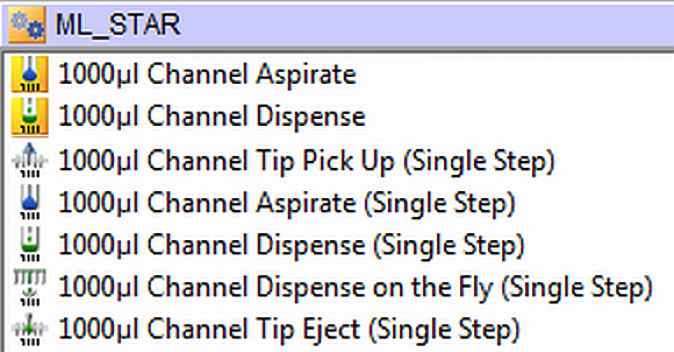 ML_STAR
1000µl Channel Aspirate
1000µl Channel Dispense
1000µl Channel Tip Pick Up (Single Step)
1000µl Channel Aspirate (Single Step)
1000µl Channel Dispense (Single Step)
1000µl Channel Dispense on the Fly (Single Step)
1000µl Channel Tip Eject (Single Step)